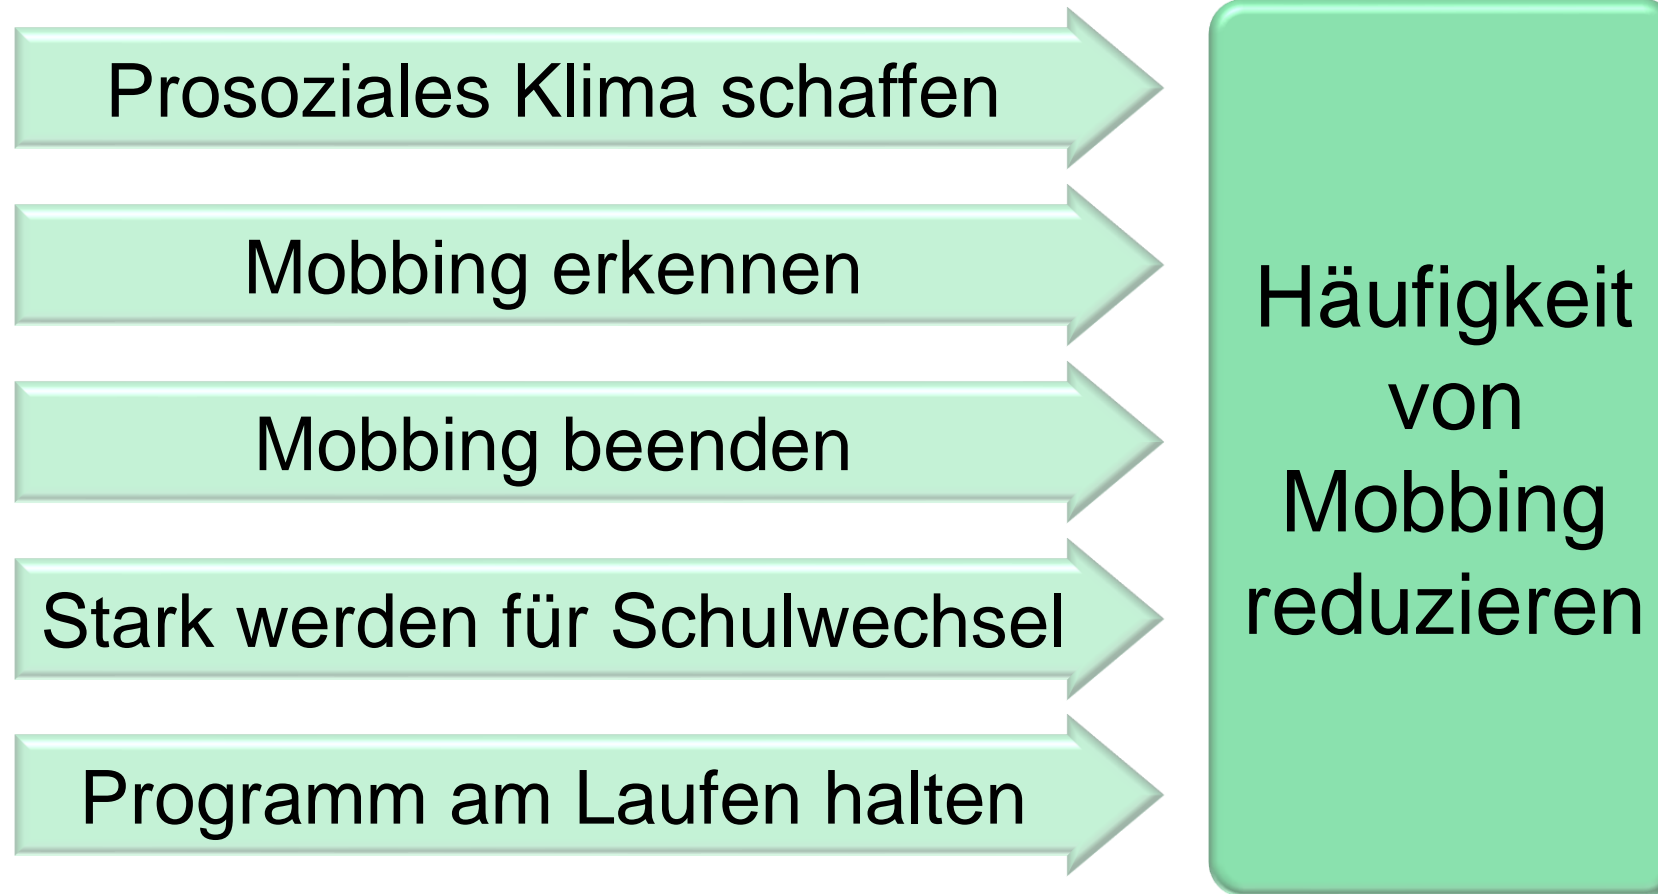 Prosoziales Klima schaffen
Mobbing erkennen
Mobbing beenden
Stark werden für Schulwechsel
Programm am Laufen halten
Häufigkeit
von
Mobbing
reduzieren